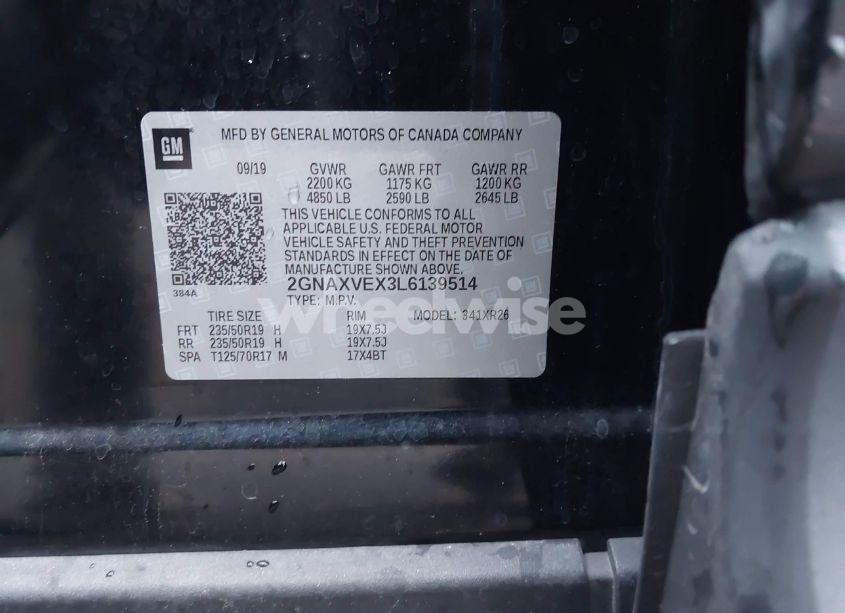 GM
MFD BY GENERAL MOTORS OF CANADA COMPANY
09/19 GVWR GAWR FRT GAWR RR
2200 KG 1175 KG 1200 KG
4850 LB 2590 LB 2645 LB
THIS VEHICLE CONFORMS TO ALL
APPLICABLE U.S. FEDERAL MOTOR
VEHICLE SAFETY AND THEFT PREVENTION
STANDARDS IN EFFECT ON THE DATE OF
MANUFACTURE SHOWN ABOVE.
384A
2GNAXVEX3L6139514
TYPE: M.P.V.
wheelwise
TIRE SIZE RIM MODEL: 341XR26
FRT 235/50R19 H 19X7.5J
RR 235/50R19 H 19X7.5J
SPA T125/70R17 M 17X4BT